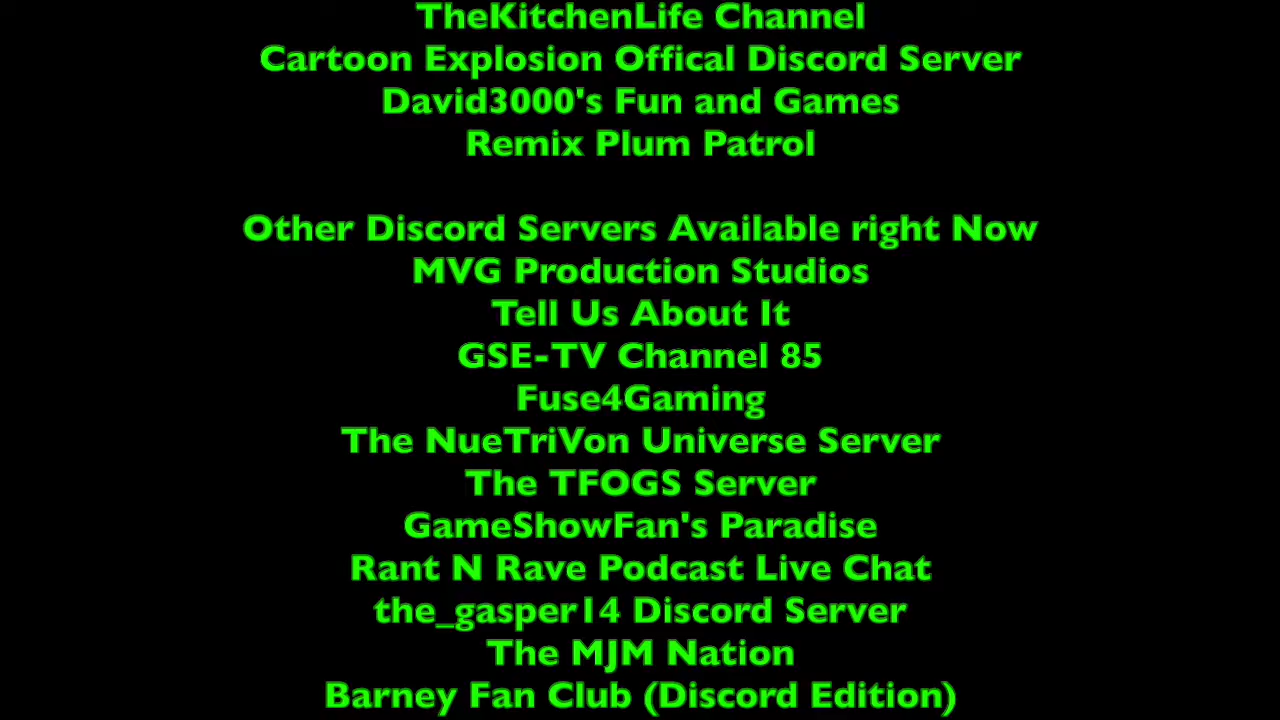 TheKitchenLife Channel
Cartoon Explosion Offical Discord Server
David3000's Fun and Games
Remix Plum Patrol
Other Discord Servers Available right Now
MVG Production Studios
Tell Us About It
GSE-TV Channel 85
Fuse4Gaming
The NueTriVon Universe Server
The TFOGS Server
GameShowFan's Paradise
Rant N Rave Podcast Live Chat
the_gasper14 Discord Server
The MJM Nation
Barney Fan Club (Discord Edition)